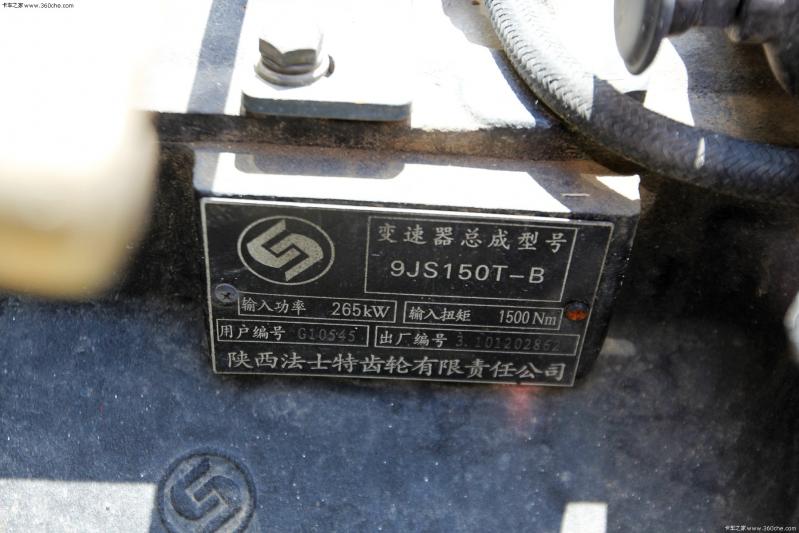 卡车之家 www.360che.com
变速器总成型号
9JS150T-B
输入功率 265kW 输入扭矩 1500Nm
用户编号 G10545 出厂编号 3.101202862
陕西法士特齿轮有限责任公司
卡车之家 www.360che.com